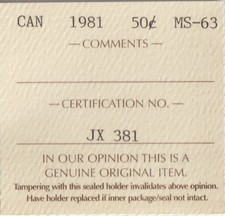 CAN 1981 50¢ MS-63
—COMMENTS—
—CERTIFICATION NO.—
JX 381
IN OUR OPINION THIS IS A
GENUINE ORIGINAL ITEM.
Tampering with this sealed holder invalidates above opinion.
Have holder replaced if inner package/seal not intact.